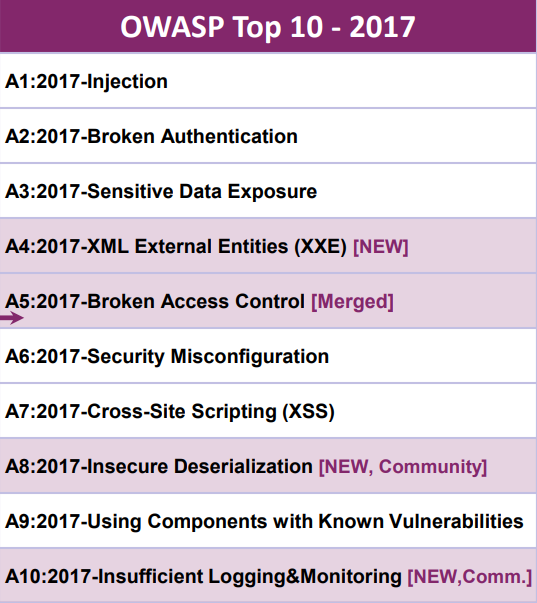 OWASP Top 10 - 2017
A1:2017-Injection
A2:2017-Broken Authentication
A3:2017-Sensitive Data Exposure
A4:2017-XML External Entities (XXE) [NEW]
A5:2017-Broken Access Control [Merged]
A6:2017-Security Misconfiguration
A7:2017-Cross-Site Scripting (XSS)
A8:2017-Insecure Deserialization [NEW, Community]
A9:2017-Using Components with Known Vulnerabilities
A10:2017-Insufficient Logging&Monitoring [NEW,Comm.]